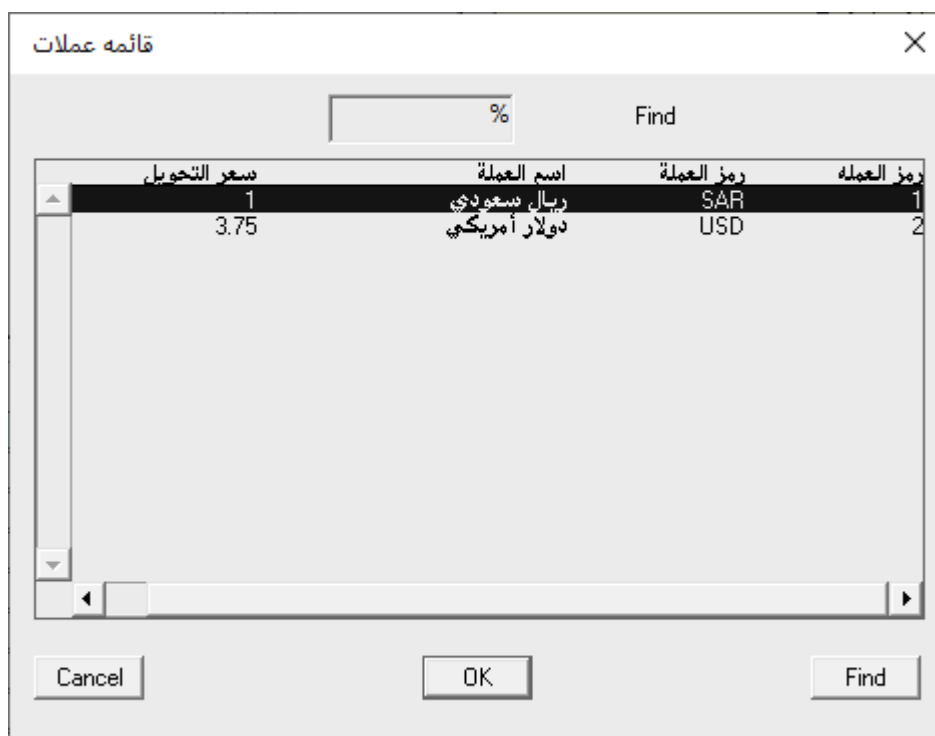 قائمه عملات
Find %
رمز العمله رمز العملة اسم العملة سعر التحويل
1 SAR ريال سعودي 1
2 USD دولار أمريكي 3.75
Cancel OK Find